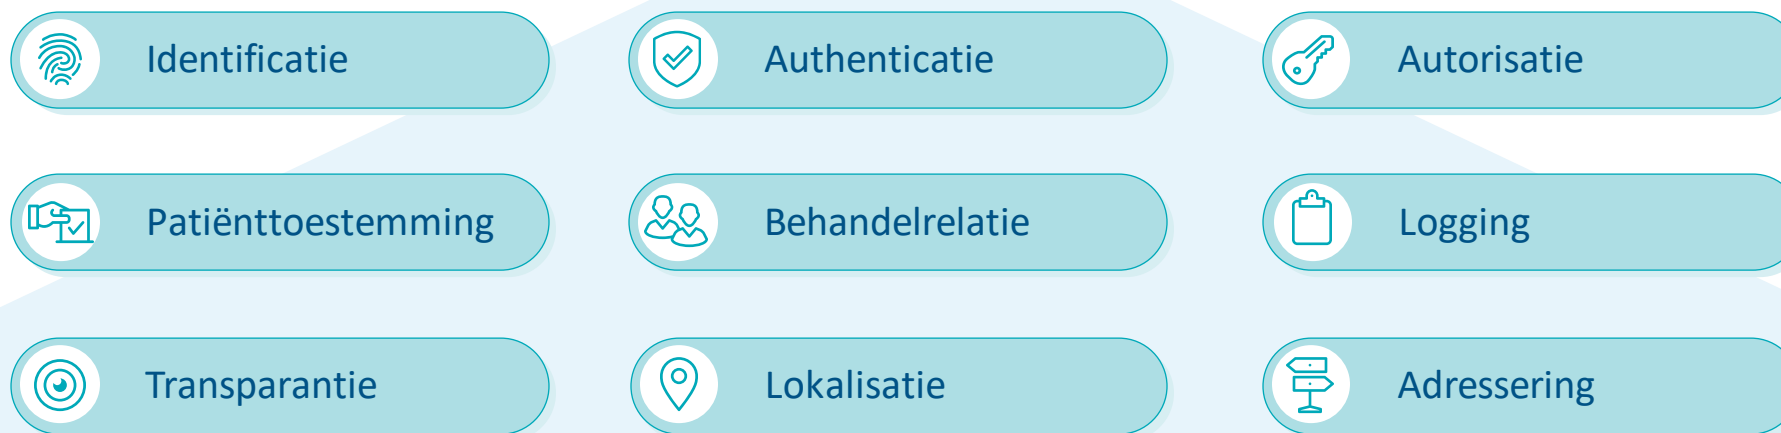 Identificatie
Authenticatie
Autorisatie
Patiënttoestemming
Behandelrelatie
Logging
Transparantie
Lokalisatie
Adressering